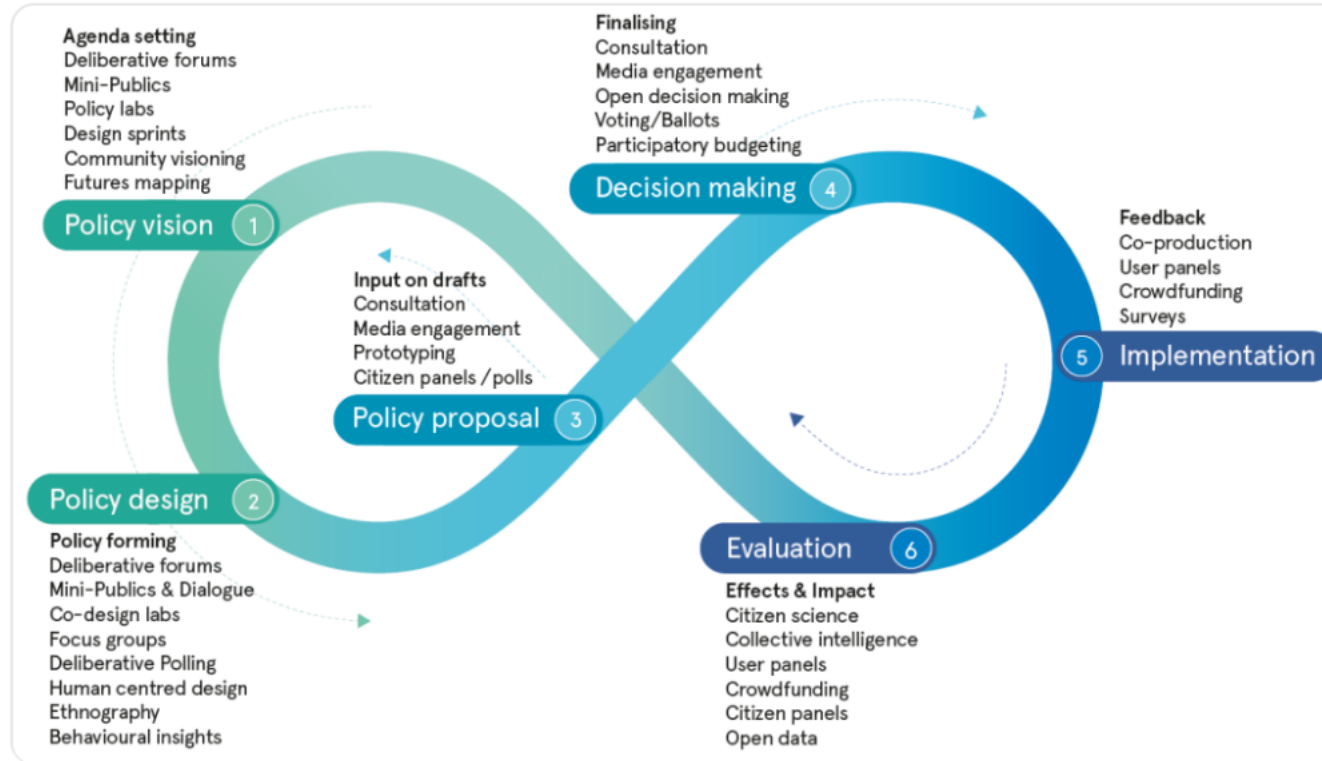 Agenda setting
Deliberative forums
Mini-Publics
Policy labs
Design sprints
Community visioning
Futures mapping
Policy vision 1
Policy design 2
Policy forming
Deliberative forums
Mini-Publics & Dialogue
Co-design labs
Focus groups
Deliberative Polling
Human centred design
Ethnography
Behavioural insights
Input on drafts
Consultation
Media engagement
Prototyping
Citizen panels /polls
Policy proposal 3
Finalising
Consultation
Media engagement
Open decision making
Voting/Ballots
Participatory budgeting
Decision making 4
Feedback
Co-production
User panels
Crowdfunding
Surveys
5 Implementation
Evaluation 6
Effects & Impact
Citizen science
Collective intelligence
User panels
Crowdfunding
Citizen panels
Open data